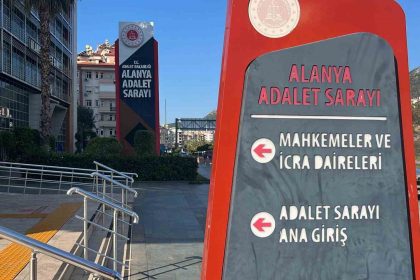 T.C.
ADALET BAKANLIĞI
ALANYA
ADALET SARAYI
ALANYA
ADALET SARAYI
MAHKEMELER VE
İCRA DAİRELERİ
ADALET SARAYI
ANA GİRİŞ